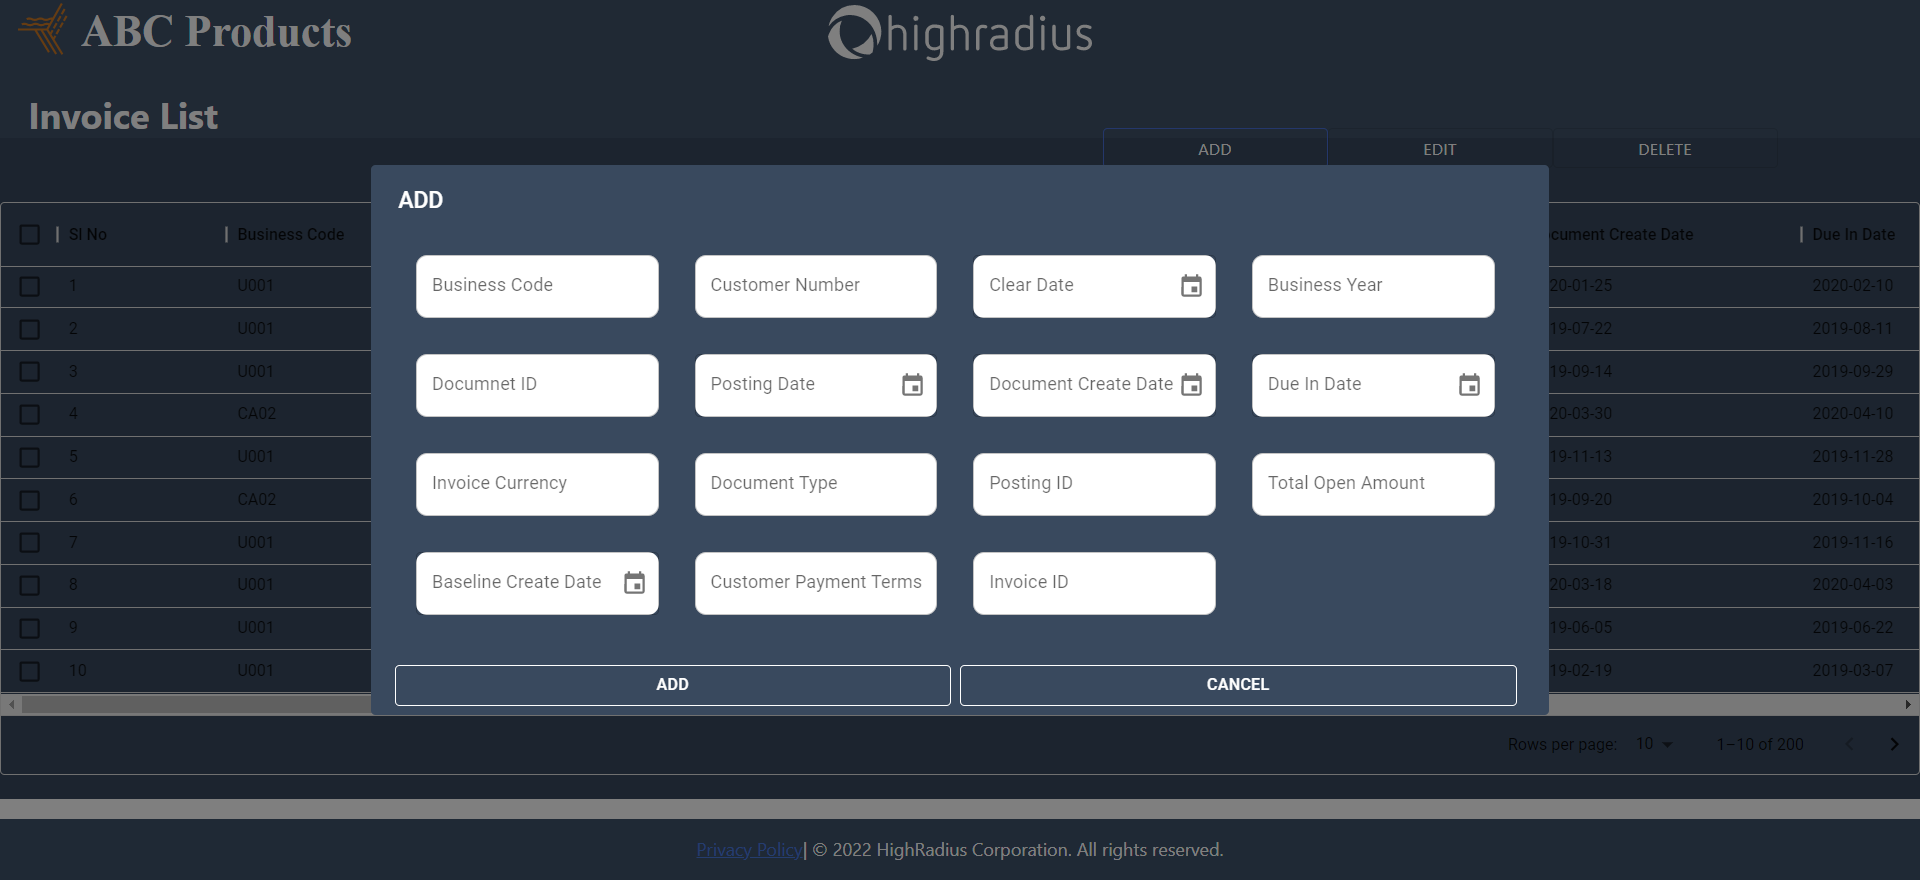 ABC Products
highradius
Invoice List
ADD EDIT DELETE
ADD
Sl No Business Code cument Create Date Due In Date
Business Code Customer Number Clear Date Business Year
1 U001 20-01-25 2020-02-10
2 U001 19-07-22 2019-08-11
3 U001 19-09-14 2019-09-29
Documnet ID Posting Date Document Create Date Due In Date
4 CA02 20-03-30 2020-04-10
5 U001 19-11-13 2019-11-28
Invoice Currency Document Type Posting ID Total Open Amount
6 CA02 19-09-20 2019-10-04
7 U001 19-10-31 2019-11-16
Baseline Create Date Customer Payment Terms Invoice ID
8 U001 20-03-18 2020-04-03
9 U001 19-06-05 2019-06-22
10 U001 19-02-19 2019-03-07
ADD CANCEL
Rows per page: 10 1–10 of 200
Privacy Policy| © 2022 HighRadius Corporation. All rights reserved.